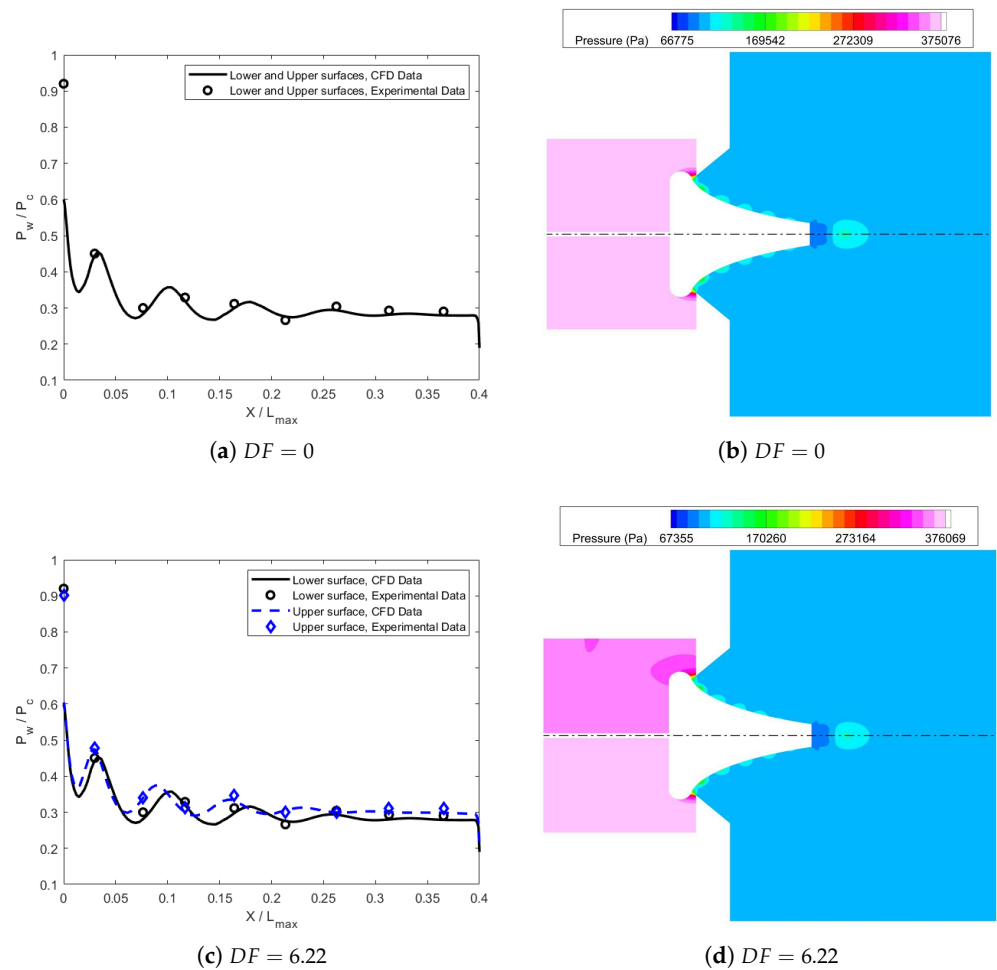 Lower and Upper surfaces, CFD Data
Lower and Upper surfaces, Experimental Data
1
0.9
0.8
0.7
0.6
0.5
0.4
0.3
0.2
0.1
P_w / P_c
0 0.05 0.1 0.15 0.2 0.25 0.3 0.35 0.4
X / L_max
(a) DF = 0
Pressure (Pa) 66775 169542 272309 375076
(b) DF = 0
Lower surface, CFD Data
Lower surface, Experimental Data
Upper surface, CFD Data
Upper surface, Experimental Data
1
0.9
0.8
0.7
0.6
0.5
0.4
0.3
0.2
0.1
P_w / P_c
0 0.05 0.1 0.15 0.2 0.25 0.3 0.35 0.4
X / L_max
(c) DF = 6.22
Pressure (Pa) 67355 170260 273164 376069
(d) DF = 6.22